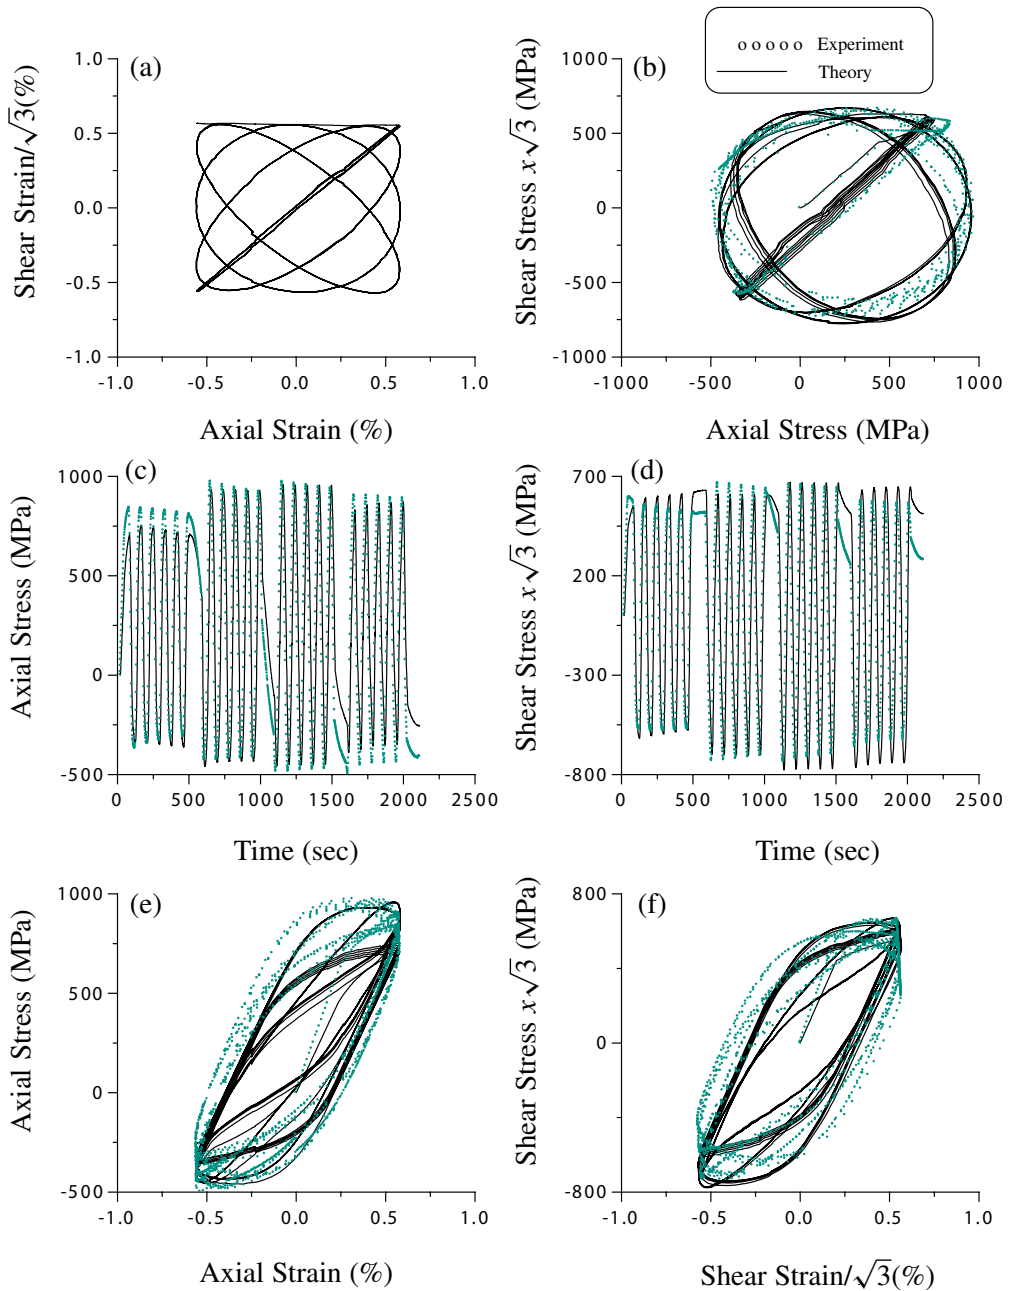 o o o o o Experiment
Theory
(a)
Shear Strain/√3(%)
1.0
0.5
0.0
-0.5
-1.0
-1.0 -0.5 0.0 0.5 1.0
Axial Strain (%)
(b)
Shear Stress x√3 (MPa)
1000
500
0
-500
-1000
-1000 -500 0 500 1000
Axial Stress (MPa)
(c)
Axial Stress (MPa)
1000
500
0
-500
0 500 1000 1500 2000 2500
Time (sec)
(d)
Shear Stress x√3 (MPa)
700
200
-300
-800
0 500 1000 1500 2000 2500
Time (sec)
(e)
Axial Stress (MPa)
1000
500
0
-500
-1.0 -0.5 0.0 0.5 1.0
Axial Strain (%)
(f)
Shear Stress x√3 (MPa)
800
0
-800
-1.0 -0.5 0.0 0.5 1.0
Shear Strain/√3(%)